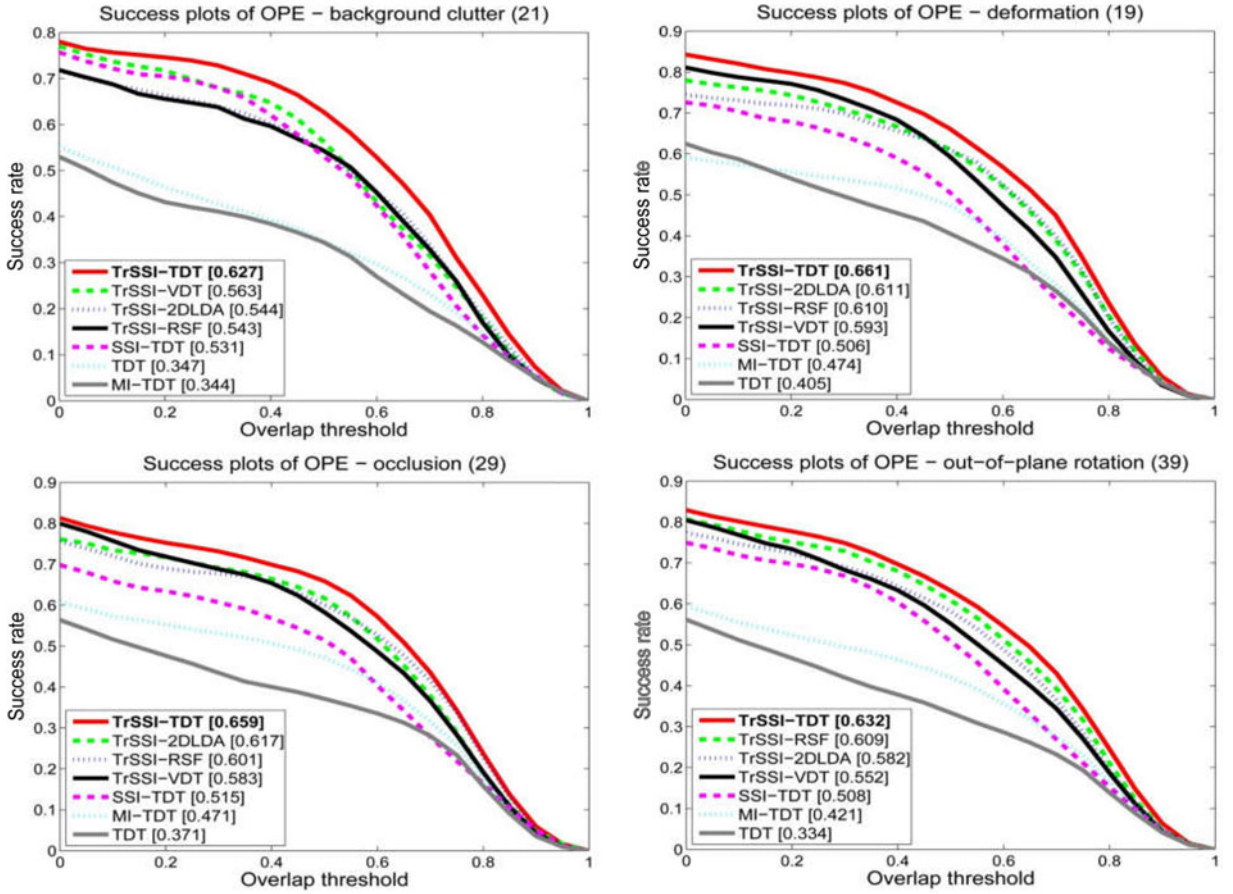 Success plots of OPE − background clutter (21)
0.8
0.7
0.6
0.5
0.4
0.3
0.2
0.1
0
Success rate
TrSSI−TDT [0.627]
TrSSI−VDT [0.563]
TrSSI−2DLDA [0.544]
TrSSI−RSF [0.543]
SSI−TDT [0.531]
TDT [0.347]
MI−TDT [0.344]
0 0.2 0.4 0.6 0.8 1
Overlap threshold
Success plots of OPE − deformation (19)
0.9
0.8
0.7
0.6
0.5
0.4
0.3
0.2
0.1
0
Success rate
TrSSI−TDT [0.661]
TrSSI−2DLDA [0.611]
TrSSI−RSF [0.610]
TrSSI−VDT [0.593]
SSI−TDT [0.506]
MI−TDT [0.474]
TDT [0.405]
0 0.2 0.4 0.6 0.8 1
Overlap threshold
Success plots of OPE − occlusion (29)
0.9
0.8
0.7
0.6
0.5
0.4
0.3
0.2
0.1
0
Success rate
TrSSI−TDT [0.659]
TrSSI−2DLDA [0.617]
TrSSI−RSF [0.601]
TrSSI−VDT [0.583]
SSI−TDT [0.515]
MI−TDT [0.471]
TDT [0.371]
0 0.2 0.4 0.6 0.8 1
Overlap threshold
Success plots of OPE − out−of−plane rotation (39)
0.9
0.8
0.7
0.6
0.5
0.4
0.3
0.2
0.1
0
Success rate
TrSSI−TDT [0.632]
TrSSI−RSF [0.609]
TrSSI−2DLDA [0.582]
TrSSI−VDT [0.552]
SSI−TDT [0.508]
MI−TDT [0.421]
TDT [0.334]
0 0.2 0.4 0.6 0.8 1
Overlap threshold